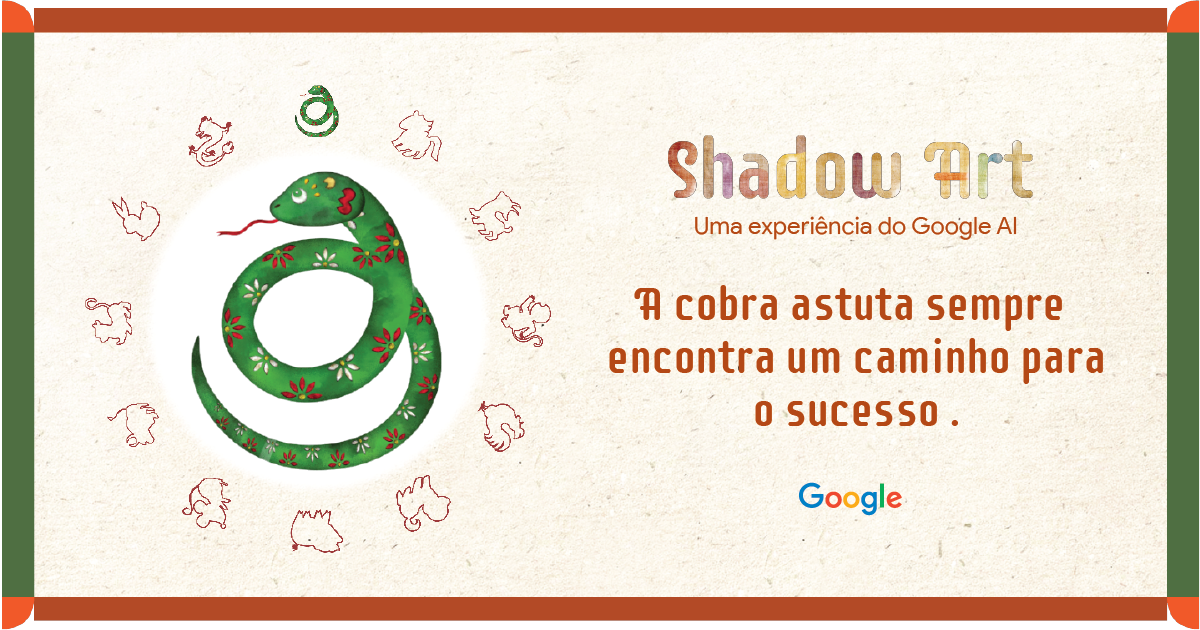 Shadow Art
Uma experiência do Google AI
A cobra astuta sempre
encontra um caminho para
o sucesso .
Google